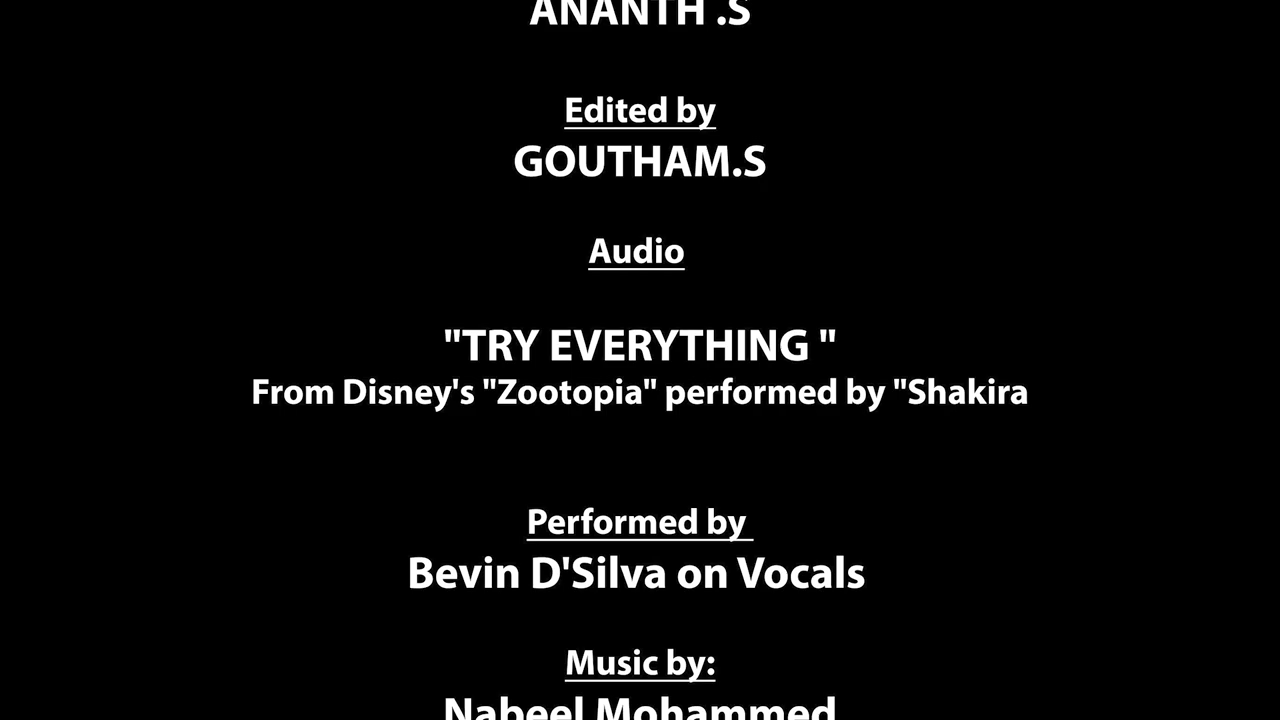 ANANTH .S
Edited by
GOUTHAM.S
Audio
"TRY EVERYTHING "
From Disney's "Zootopia" performed by "Shakira
Performed by
Bevin D'Silva on Vocals
Music by:
Nabeel Mohammed